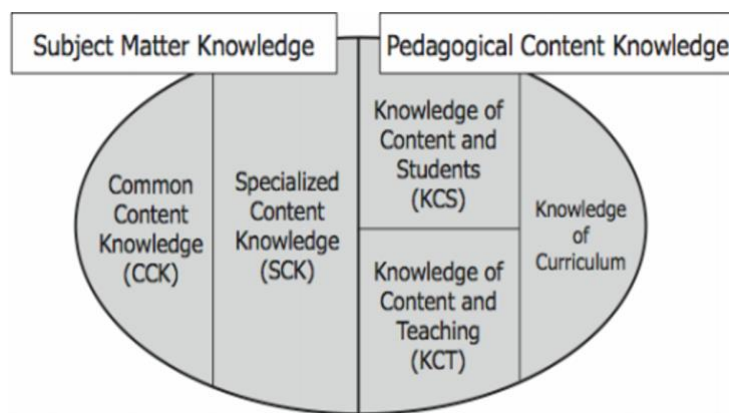 Subject Matter Knowledge
Pedagogical Content Knowledge
Common
Content
Knowledge
(CCK)
Specialized
Content
Knowledge
(SCK)
Knowledge of
Content and
Students
(KCS)
Knowledge of
Content and
Teaching
(KCT)
Knowledge
of
Curriculum